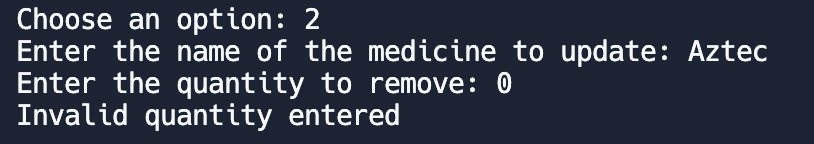 Choose an option: 2
Enter the name of the medicine to update: Aztec
Enter the quantity to remove: 0
Invalid quantity entered